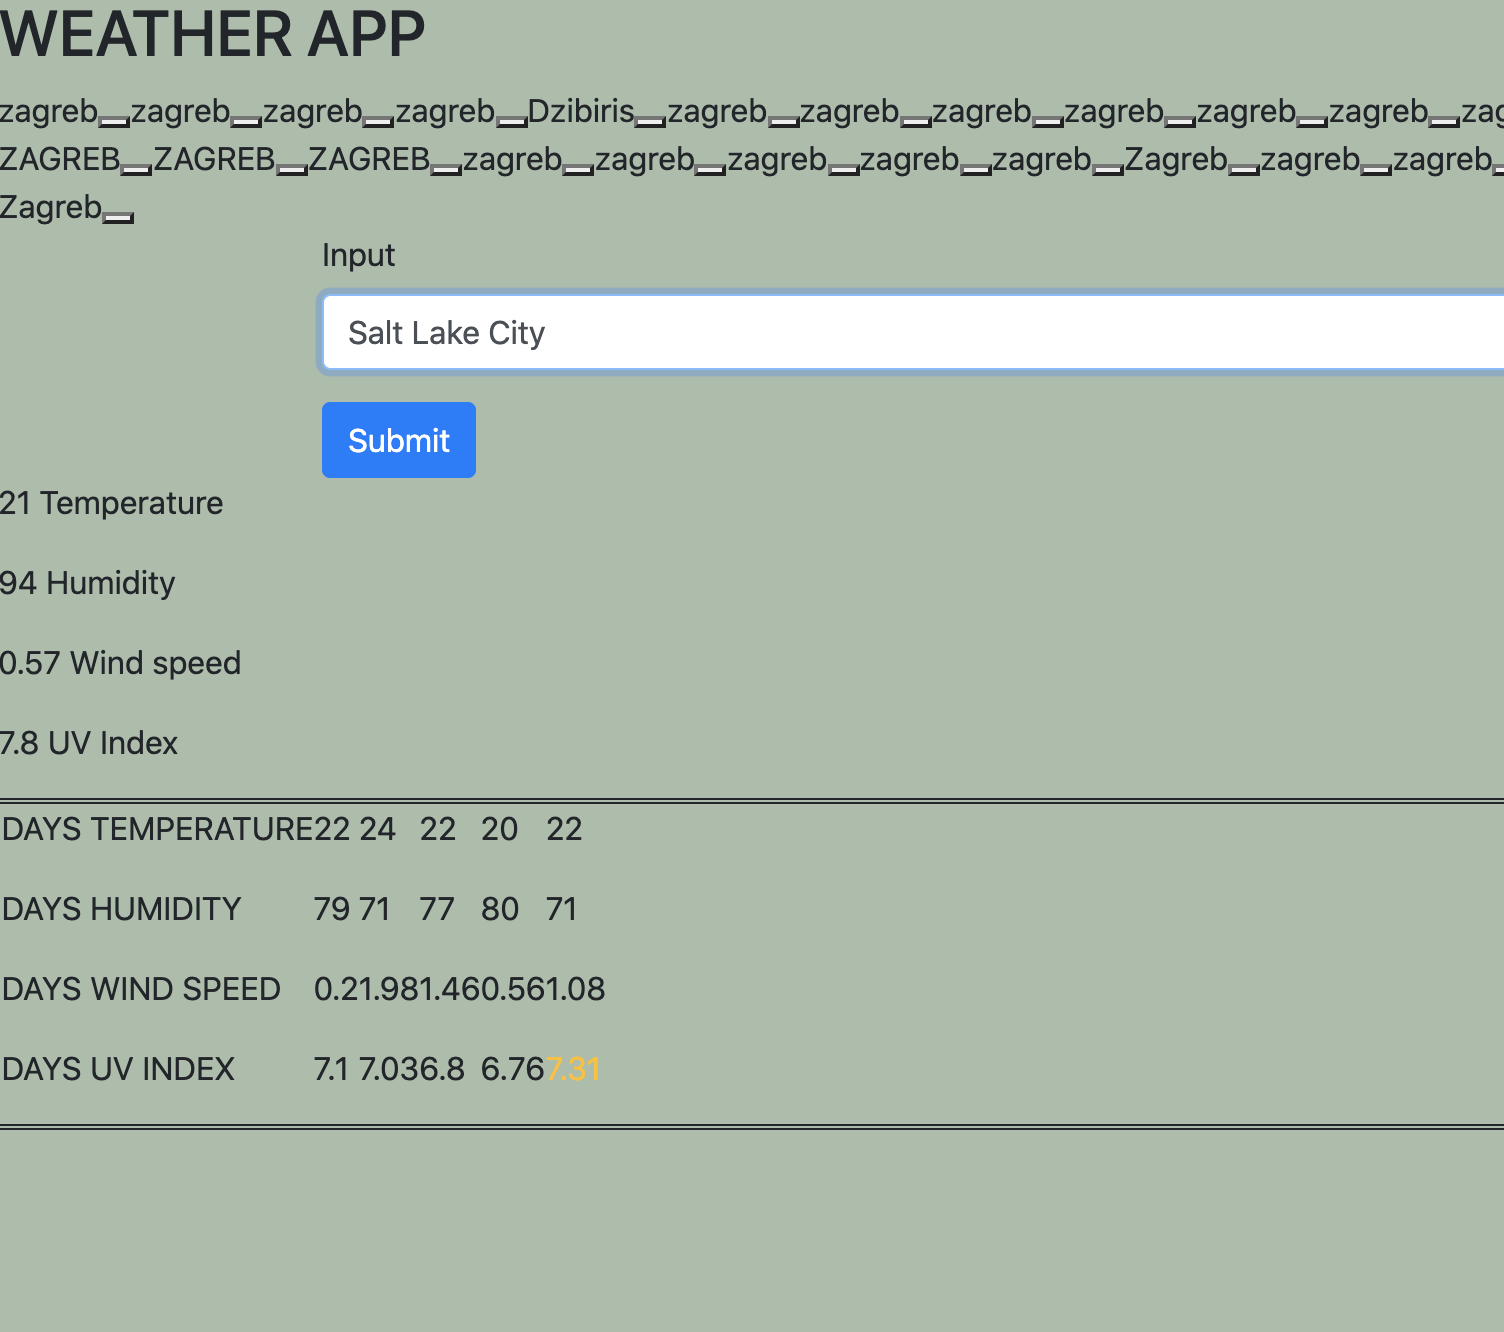 WEATHER APP
zagreb zagreb zagreb zagreb Dzibiris zagreb zagreb zagreb zagreb zagreb zagreb
ZAGREB ZAGREB ZAGREB zagreb zagreb zagreb zagreb zagreb Zagreb zagreb zagreb
Zagreb
Input
Salt Lake City
Submit
21 Temperature
94 Humidity
0.57 Wind speed
7.8 UV Index
DAYS TEMPERATURE 22 24 22 20 22
DAYS HUMIDITY 79 71 77 80 71
DAYS WIND SPEED 0.2 1.98 1.46 0.56 1.08
DAYS UV INDEX 7.1 7.03 6.8 6.76 7.31